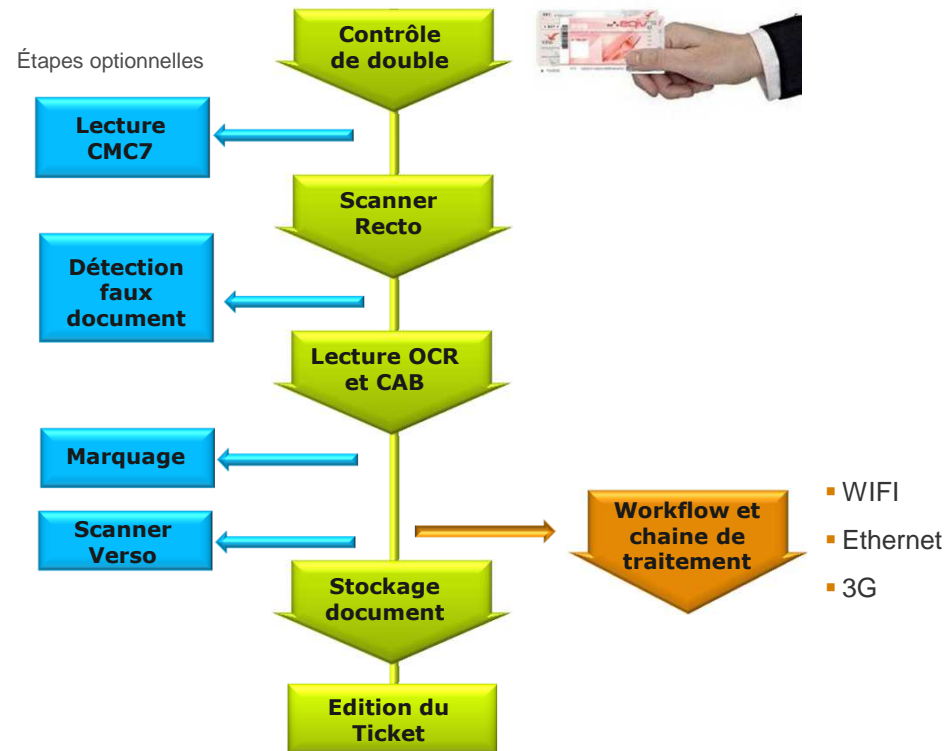 Contrôle
de double
Étapes optionnelles
Lecture
CMC7
Scanner
Recto
Détection
faux
document
Lecture OCR
et CAB
Marquage
Scanner
Verso
Workflow et
chaine de
traitement
▪ WIFI
▪ Ethernet
▪ 3G
Stockage
document
Edition du
Ticket